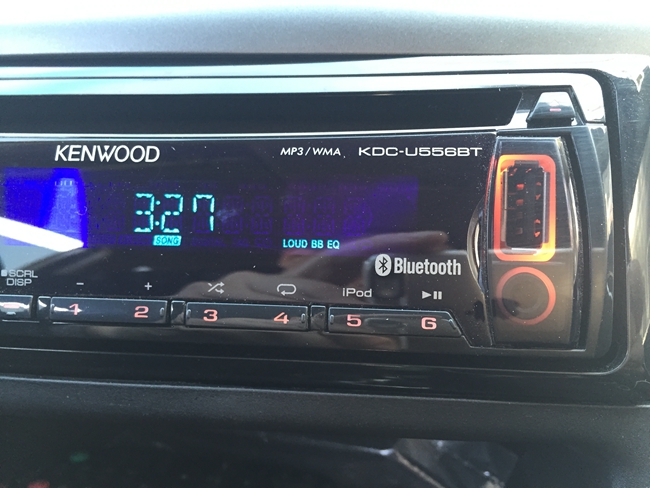 KENWOOD MP3/WMA KDC-U556BT
3:27
SONG LOUD BB EQ
Bluetooth
SCRL
DISP
- + iPod
1 2 3 4 5 6